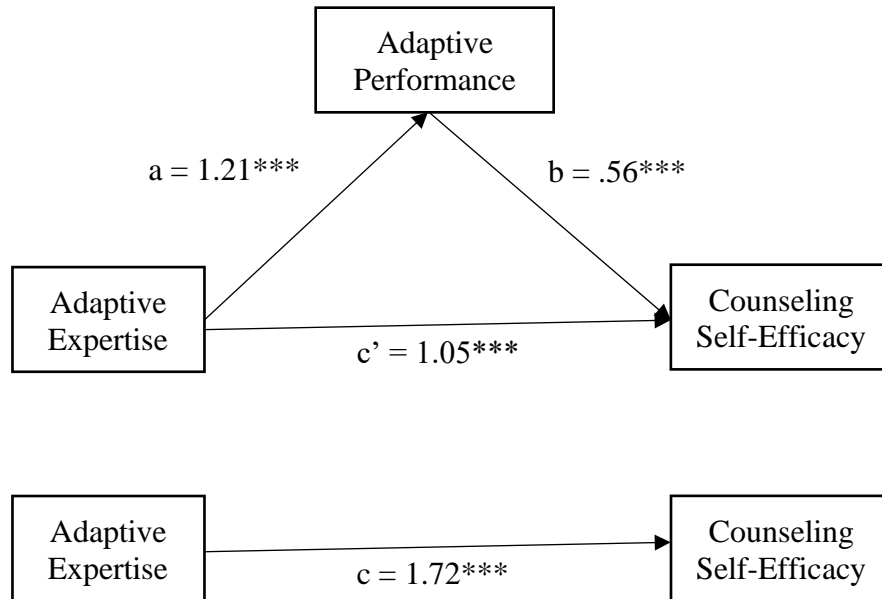 Adaptive
Performance
a = 1.21***
b = .56***
Adaptive
Expertise
Counseling
Self-Efficacy
c’ = 1.05***
Adaptive
Expertise
Counseling
Self-Efficacy
c = 1.72***